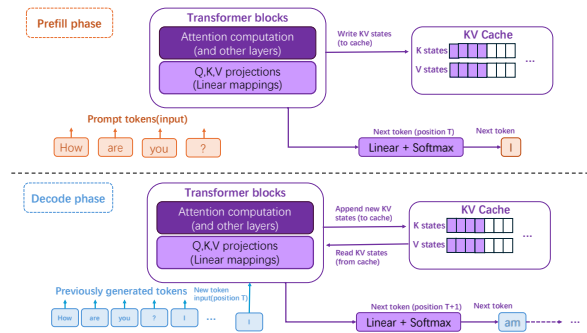 Prefill phase
Transformer blocks
Attention computation
(and other layers)
Q,K,V projections
(Linear mappings)
Write KV states
(to cache)
KV Cache
K states
V states
...
Prompt tokens(input)
How
are
you
?
Next token (position T)
Linear + Softmax
Next token
I
Decode phase
Transformer blocks
Attention computation
(and other layers)
Q,K,V projections
(Linear mappings)
Append new KV
states (to cache)
Read KV states
(from cache)
KV Cache
K states
V states
...
Previously generated tokens
New token
input(position T)
How
are
you
?
I
...
I
Next token (position T+1)
Linear + Softmax
Next token
am
...